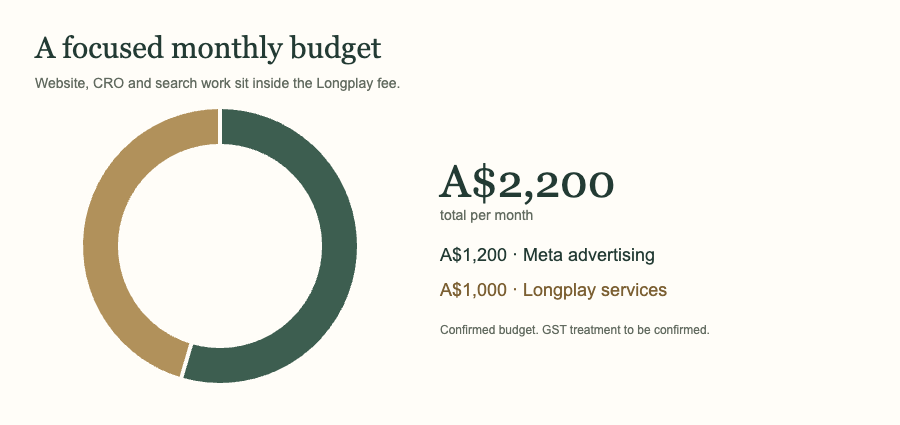 A focused monthly budget
Website, CRO and search work sit inside the Longplay fee.
A$2,200
total per month
A$1,200 · Meta advertising
A$1,000 · Longplay services
Confirmed budget. GST treatment to be confirmed.